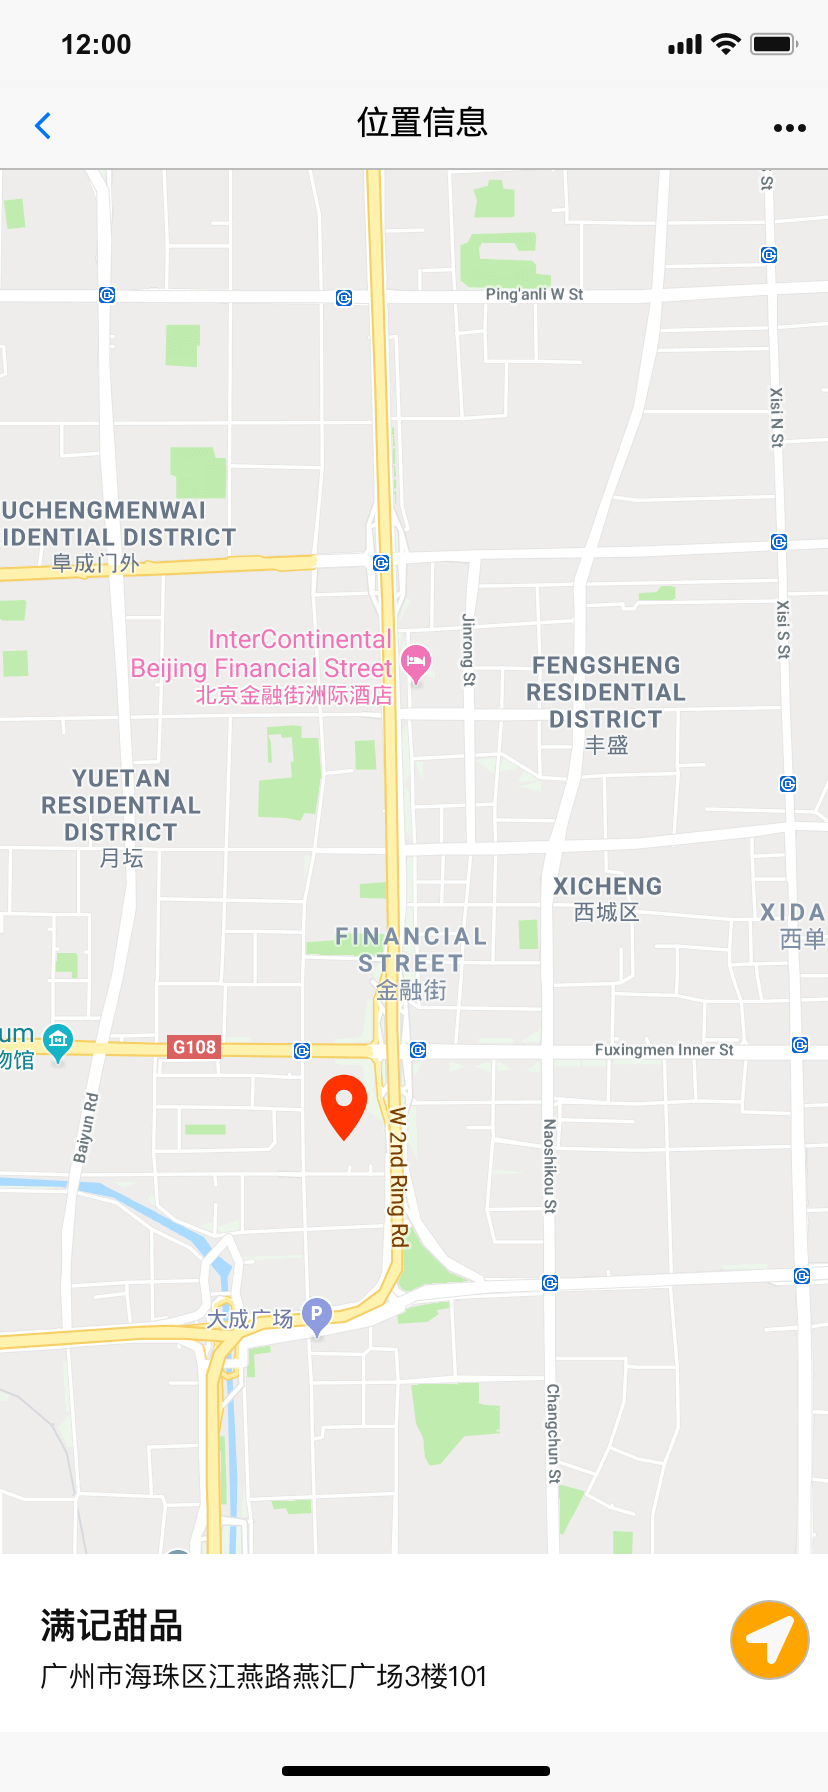 12:00
位置信息
St
Ping'anli W St
Xisi N St
UCHENGMENWAI
IDENTIAL DISTRICT
阜成门外
Xisi S St
Jinrong St
InterContinental
Beijing Financial Street
北京金融街洲际酒店
FENGSHENG
RESIDENTIAL
DISTRICT
丰盛
YUETAN
RESIDENTIAL
DISTRICT
月坛
XICHENG
西城区
XIDA
西单
FINANCIAL
STREET
金融街
um
物馆
G108
Fuxingmen Inner St
Baiyun Rd
W 2nd Ring Rd
Naoshikou St
大成广场
P
Changchun St
满记甜品
广州市海珠区江燕路燕汇广场3楼101